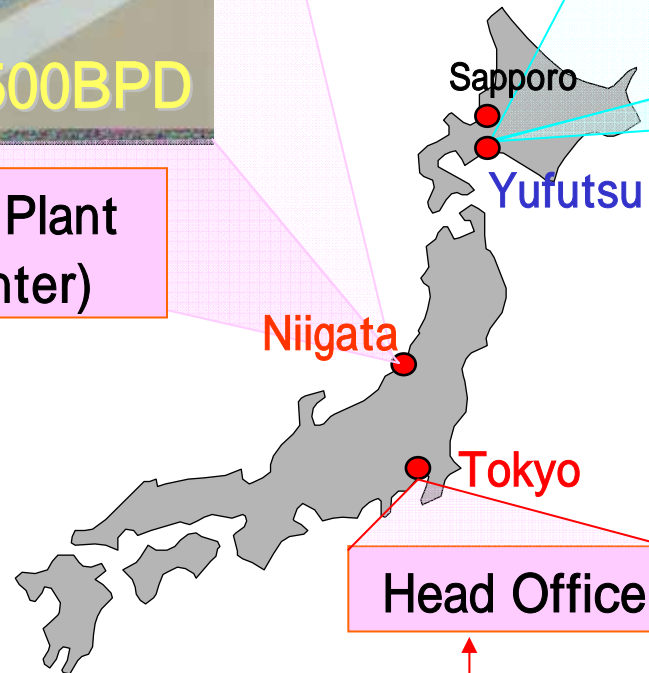 500BPD
Sapporo
Yufutsu
Plant
nter)
Niigata
Tokyo
Head Office